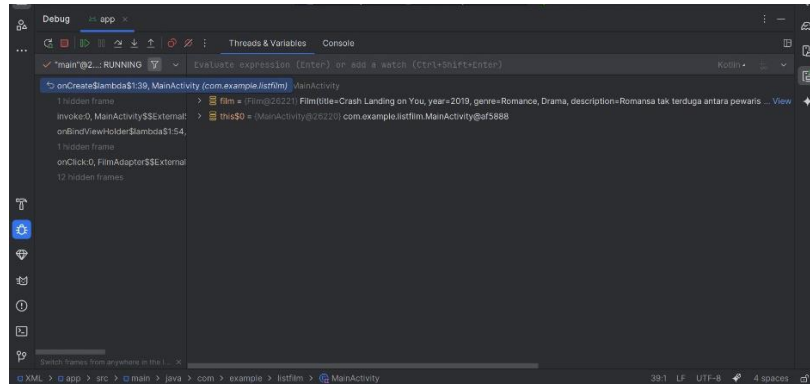 Debug app ×
Threads & Variables Console
"main"@2...: RUNNING Evaluate expression (Enter) or add a watch (Ctrl+Shift+Enter) Kotlin
onCreate$lambda$1:39, MainActivity (com.example.listfilm) MainActivity
1 hidden frame
film = {Film@26221} Film(title=Crash Landing on You, year=2019, genre=Romance, Drama, description=Romansa tak terduga antara pewaris ... View
invoke:0, MainActivity$$External
this$0 = {MainActivity@26220} com.example.listfilm.MainActivity@af5888
onBindViewHolder$lambda$1:54,
1 hidden frame
onClick:0, FilmAdapter$$External
12 hidden frames
Switch frames from anywhere in the I... ×
XML > app > src > main > java > com > example > listfilm > MainActivity 39:1 LF UTF-8 4 spaces